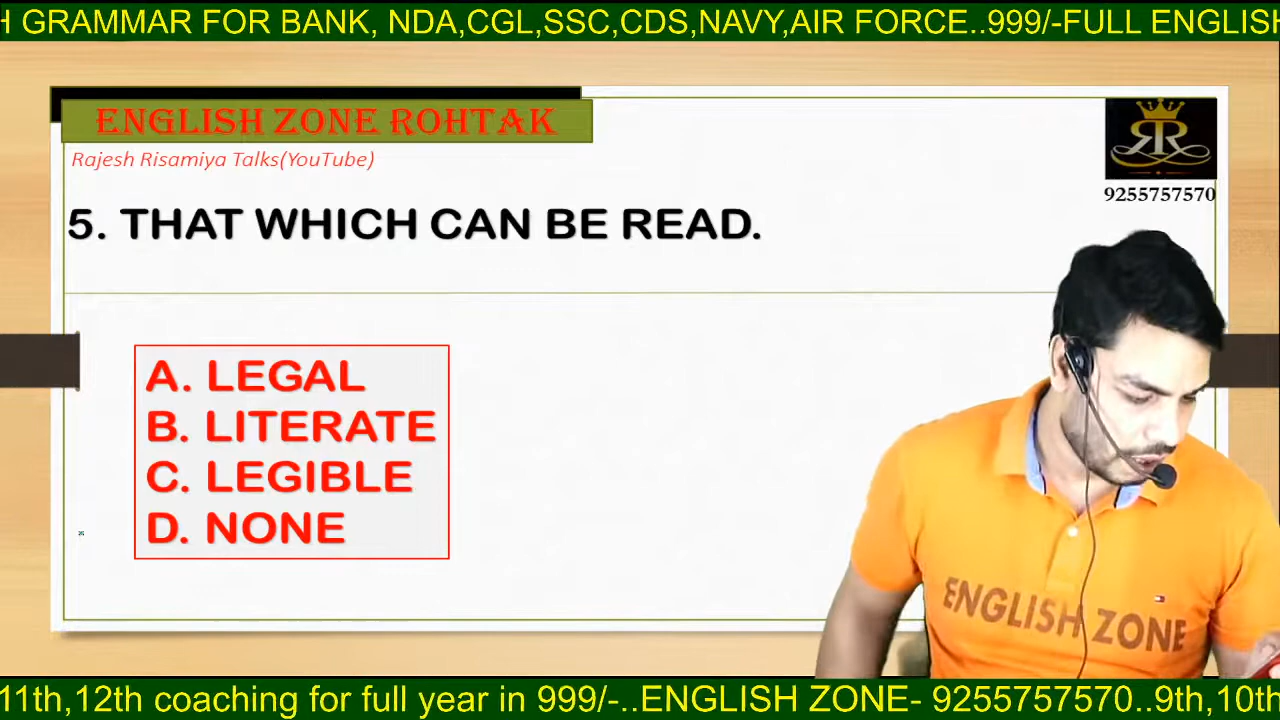 H GRAMMAR FOR BANK, NDA,CGL,SSC,CDS,NAVY,AIR FORCE..999/-FULL ENGLISH
ENGLISH ZONE ROHTAK
Rajesh Risamiya Talks(YouTube)
RR
9255757570
5. THAT WHICH CAN BE READ.
A. LEGAL
B. LITERATE
C. LEGIBLE
D. NONE
ENGLISH ZONE
11th,12th coaching for full year in 999/-..ENGLISH ZONE- 9255757570..9th,10th